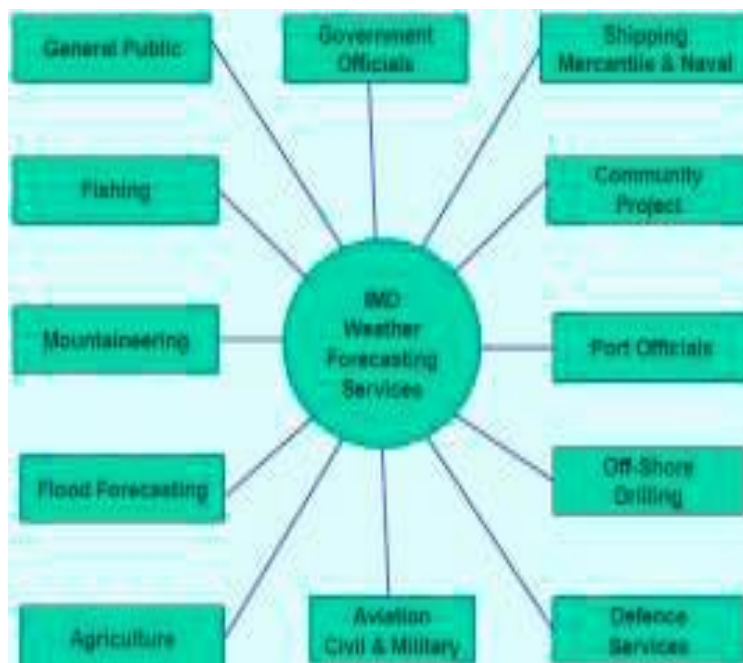 General Public
Government
Officials
Shipping
Mercantile & Naval
Fishing
Community
Project
IMD
Weather
Forecasting
Services
Mountaineering
Port Officials
Flood Forecasting
Off-Shore
Drilling
Agriculture
Aviation
Civil & Military
Defence
Services